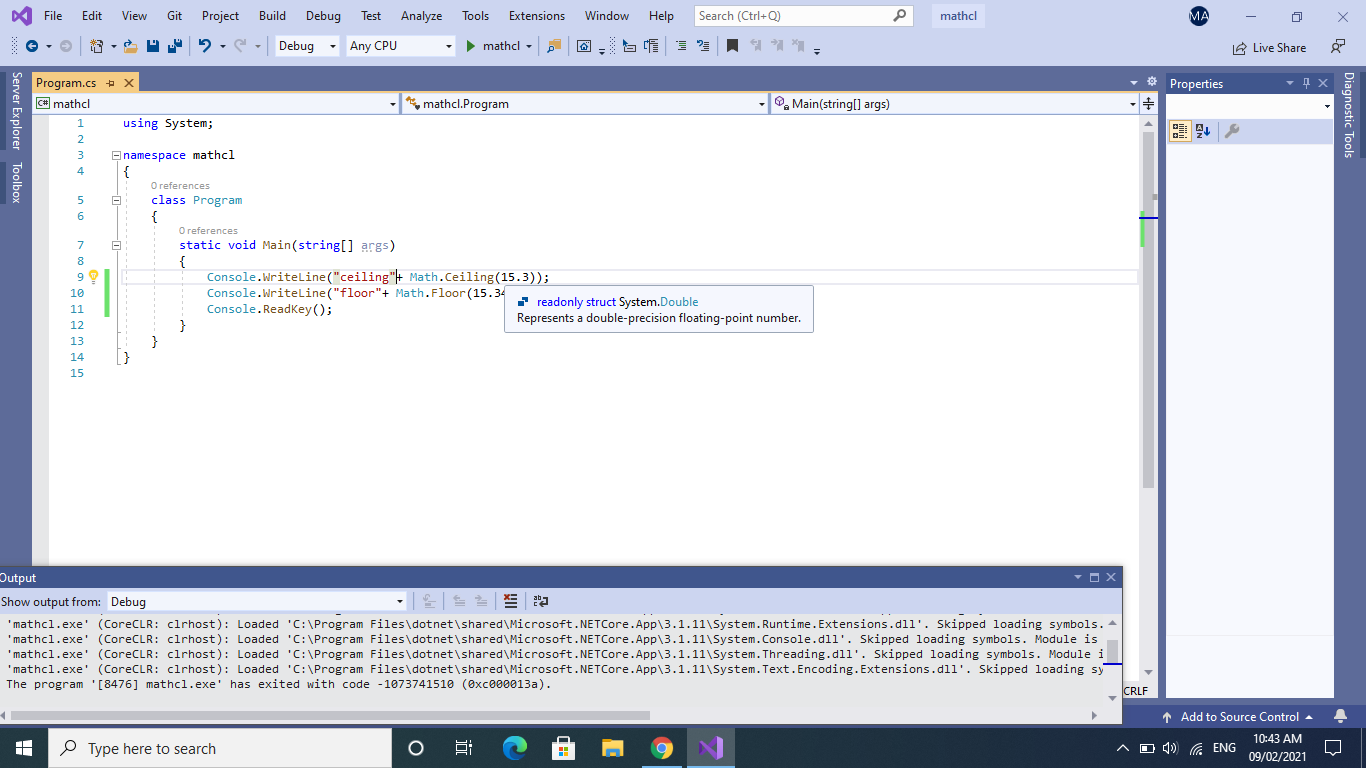 File Edit View Git Project Build Debug Test Analyze Tools Extensions Window Help Search (Ctrl+Q) mathcl MA
Debug Any CPU mathcl Live Share
Server Explorer
Toolbox
Program.cs
C# mathcl mathcl.Program Main(string[] args)
1 using System;
2
3 namespace mathcl
4 {
0 references
5 class Program
6 {
0 references
7 static void Main(string[] args)
8 {
9 Console.WriteLine("ceiling"+ Math.Ceiling(15.3));
10 Console.WriteLine("floor"+ Math.Floor(15.34
11 Console.ReadKey();
12 }
13 }
14 }
15
readonly struct System.Double
Represents a double-precision floating-point number.
Properties
Diagnostic Tools
Output
Show output from: Debug
'mathcl.exe' (CoreCLR: clrhost): Loaded 'C:\Program Files\dotnet\shared\Microsoft.NETCore.App\3.1.11\System.Runtime.Extensions.dll'. Skipped loading symbols.
'mathcl.exe' (CoreCLR: clrhost): Loaded 'C:\Program Files\dotnet\shared\Microsoft.NETCore.App\3.1.11\System.Console.dll'. Skipped loading symbols. Module is
'mathcl.exe' (CoreCLR: clrhost): Loaded 'C:\Program Files\dotnet\shared\Microsoft.NETCore.App\3.1.11\System.Threading.dll'. Skipped loading symbols. Module i
'mathcl.exe' (CoreCLR: clrhost): Loaded 'C:\Program Files\dotnet\shared\Microsoft.NETCore.App\3.1.11\System.Text.Encoding.Extensions.dll'. Skipped loading sy
The program '[8476] mathcl.exe' has exited with code -1073741510 (0xc000013a).
CRLF
Add to Source Control
Type here to search
ENG
10:43 AM
09/02/2021